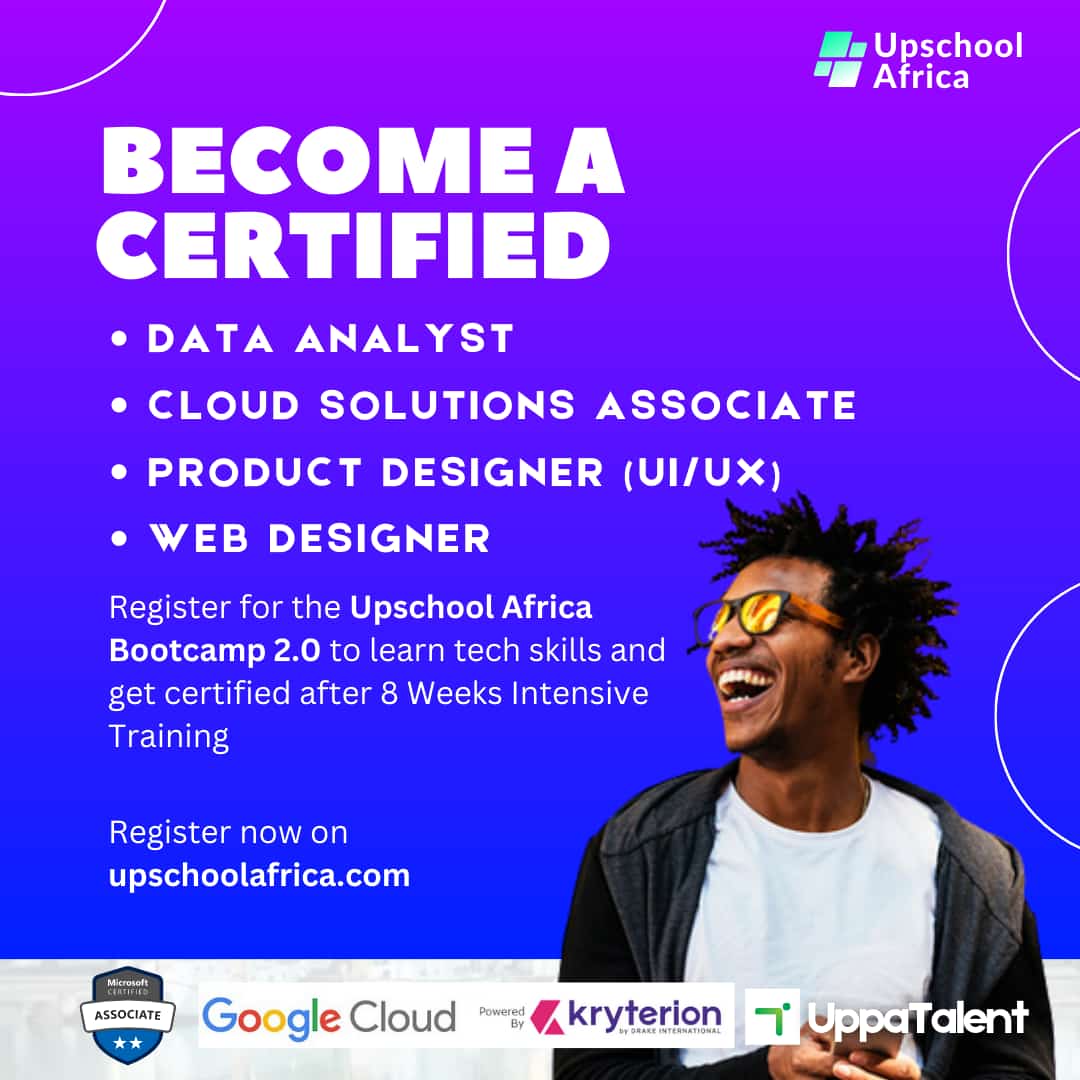 Upschool
Africa
BECOME A
CERTIFIED
• DATA ANALYST
• CLOUD SOLUTIONS ASSOCIATE
• PRODUCT DESIGNER (UI/UX)
• WEB DESIGNER
Register for the Upschool Africa
Bootcamp 2.0 to learn tech skills and
get certified after 8 Weeks Intensive
Training
Register now on
upschoolafrica.com
Microsoft
CERTIFIED
ASSOCIATE
Google Cloud
Powered
By
kryterion
by DRAKE INTERNATIONAL
UppaTalent